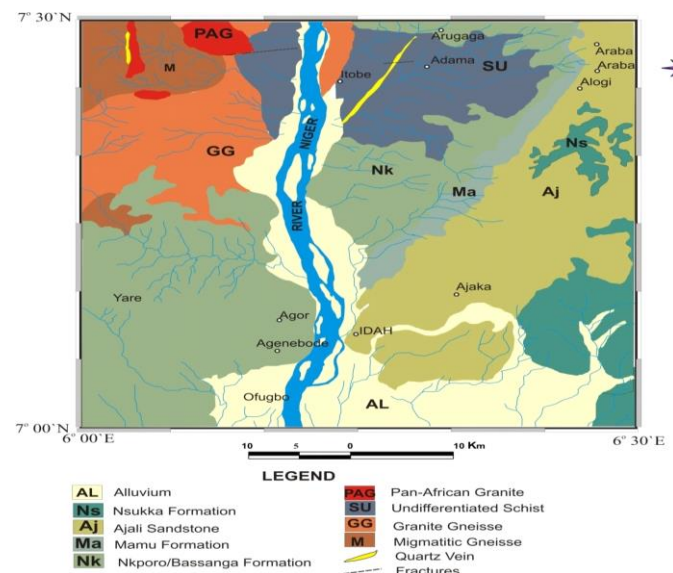 7° 30'N
PAG
Arugaga
Araba
Adama
SU
Araba
M
Itobe
Alogi
NIGER
Ns
GG
Nk
Ma
Aj
RIVER
Yare
Ajaka
Agor
IDAH
Agenebode
Ofugbo
AL
7° 00'N
6° 00'E
6° 30'E
10 5 0 10 Km
LEGEND
AL Alluvium
Ns Nsukka Formation
Aj Ajali Sandstone
Ma Mamu Formation
Nk Nkporo/Bassanga Formation
PAG Pan-African Granite
SU Undifferentiated Schist
GG Granite Gneisse
M Migmatitic Gneisse
Quartz Vein
Fractures